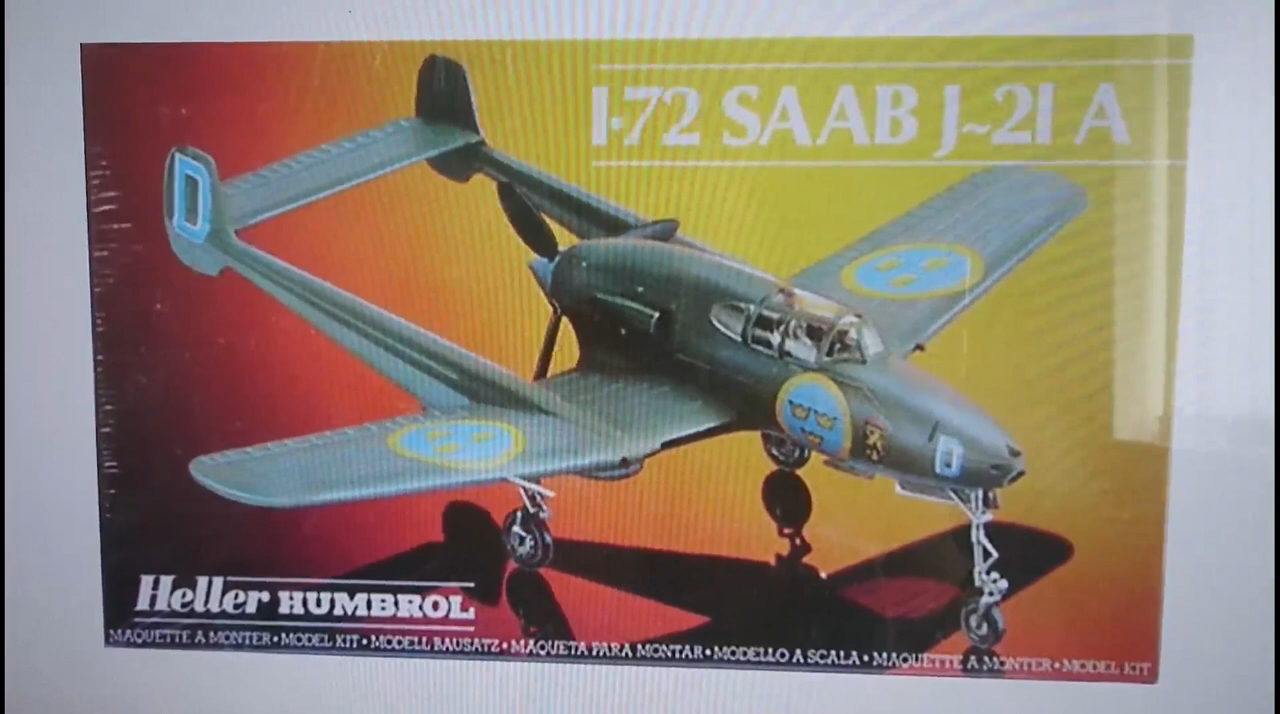 1-72 SAAB J~21 A
D
D
Heller HUMBROL
MAQUETTE A MONTER • MODEL KIT • MODELL BAUSATZ • MAQUETA PARA MONTAR • MODELLO A SCALA • MAQUETTE A MONTER • MODEL KIT